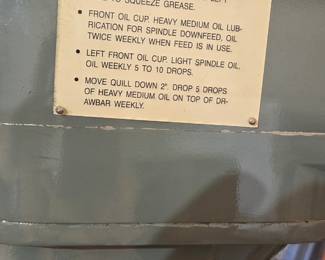 TO SQUEEZE GREASE.
• FRONT OIL CUP. HEAVY MEDIUM OIL LUB-
RICATION FOR SPINDLE DOWNFEED, OIL
TWICE WEEKLY WHEN FEED IS IN USE.
• LEFT FRONT OIL CUP. LIGHT SPINDLE OIL.
OIL WEEKLY 5 TO 10 DROPS.
• MOVE QUILL DOWN 2". DROP 5 DROPS
OF HEAVY MEDIUM OIL ON TOP OF DR-
AWBAR WEEKLY.